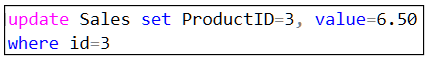 update Sales set ProductID=3, value=6.50
where id=3